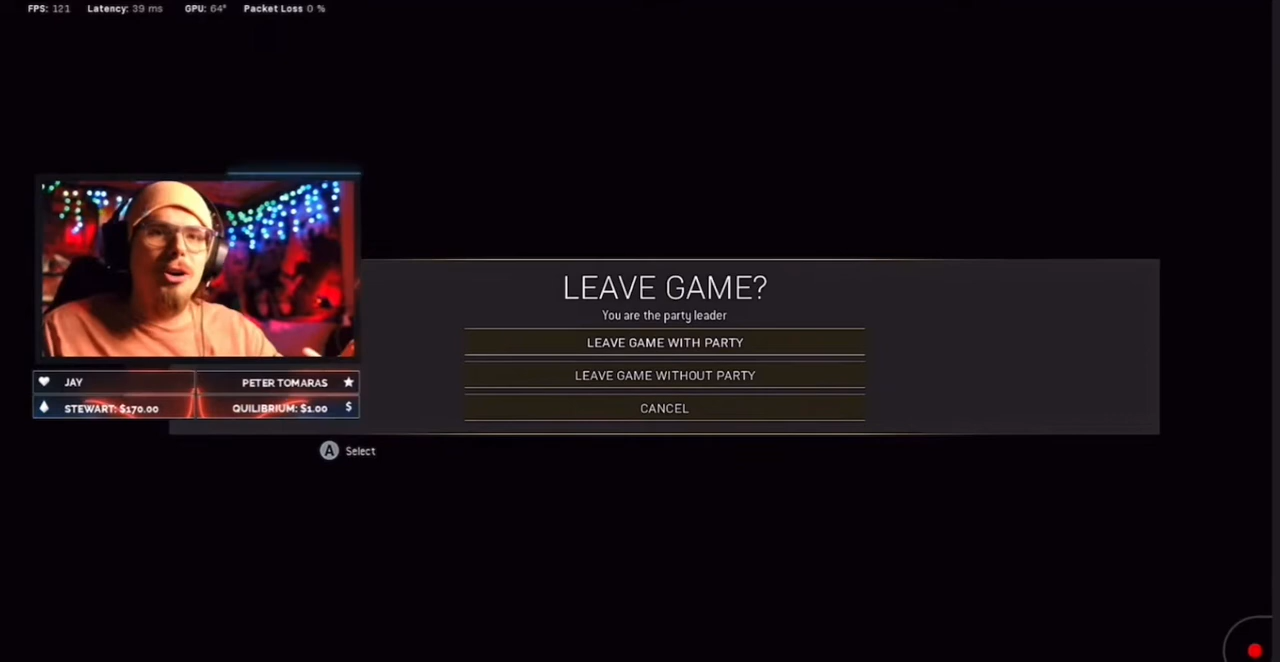 FPS: 121 Latency: 39 ms GPU: 64° Packet Loss 0 %
LEAVE GAME?
You are the party leader
LEAVE GAME WITH PARTY
LEAVE GAME WITHOUT PARTY
CANCEL
JAY
PETER TOMARAS
STEWART: $170.00
QUILIBRIUM: $1.00 $
A Select